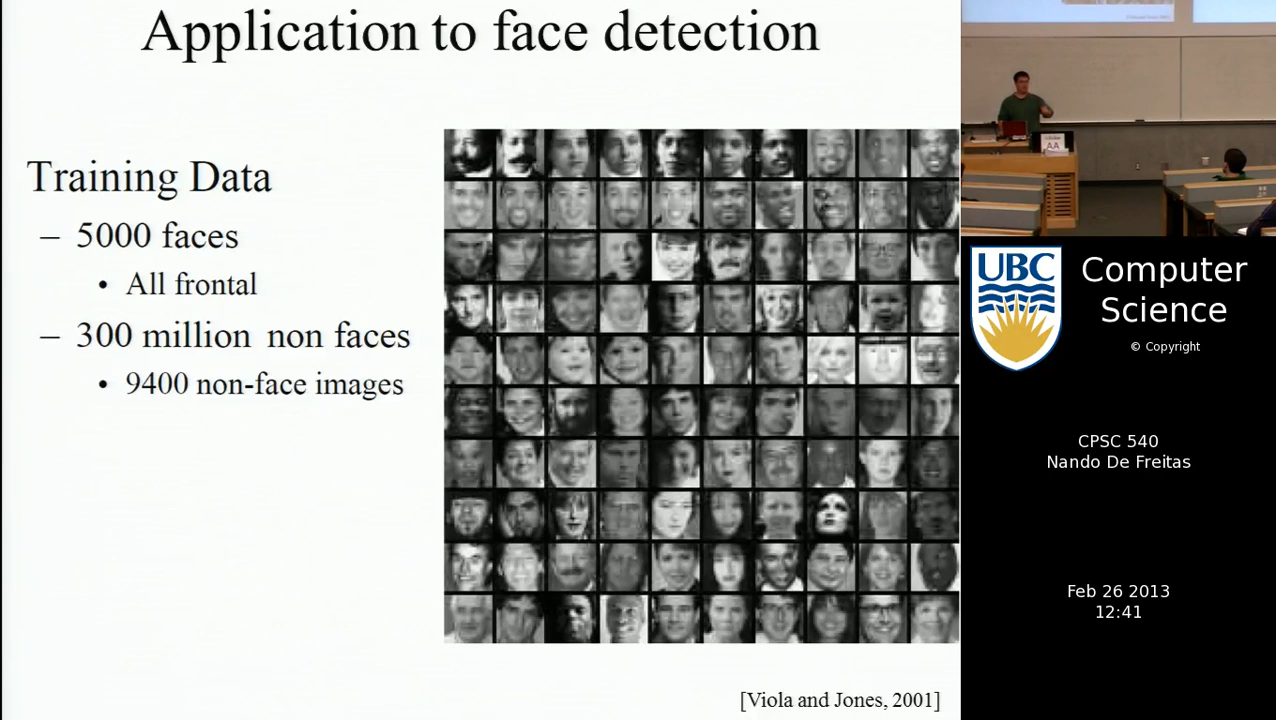 Application to face detection
Training Data
– 5000 faces
• All frontal
– 300 million non faces
• 9400 non-face images
[Viola and Jones, 2001]
AA
UBC
Computer
Science
© Copyright
CPSC 540
Nando De Freitas
Feb 26 2013
12:41